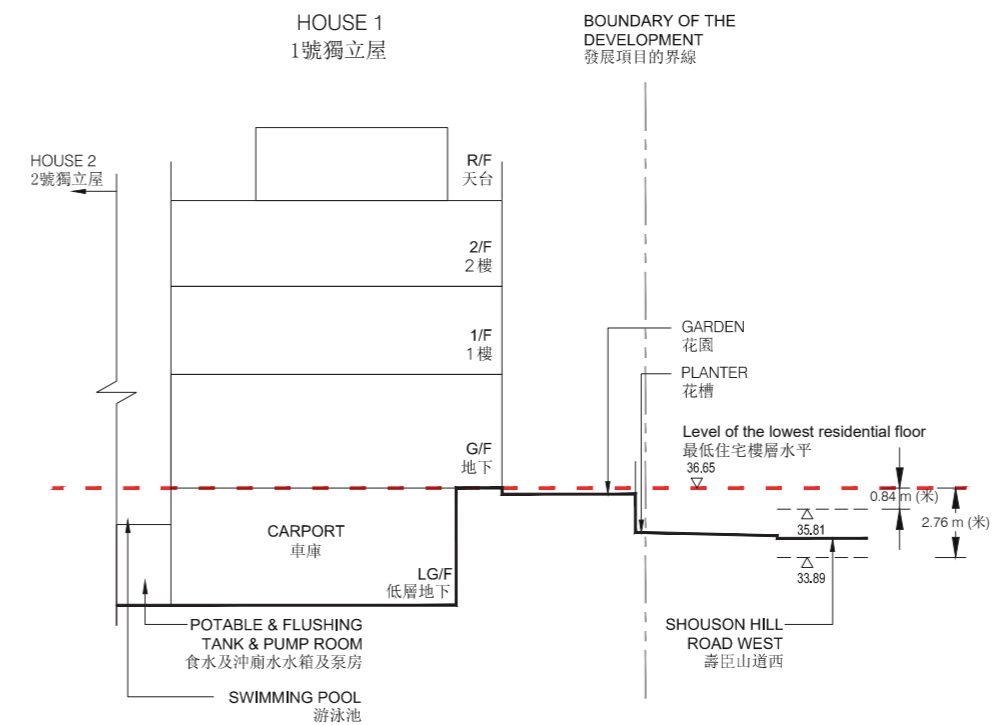 HOUSE 1
1號獨立屋
BOUNDARY OF THE
DEVELOPMENT
發展項目的界線
HOUSE 2
2號獨立屋
R/F
天台
2/F
2樓
1/F
1樓
GARDEN
花園
PLANTER
花槽
Level of the lowest residential floor
最低住宅樓層水平
36.65
G/F
地下
0.84 m (米)
35.81
2.76 m (米)
33.89
CARPORT
車庫
LG/F
低層地下
POTABLE & FLUSHING
TANK & PUMP ROOM
食水及沖廁水水箱及泵房
SHOUSON HILL
ROAD WEST
壽臣山道西
SWIMMING POOL
游泳池